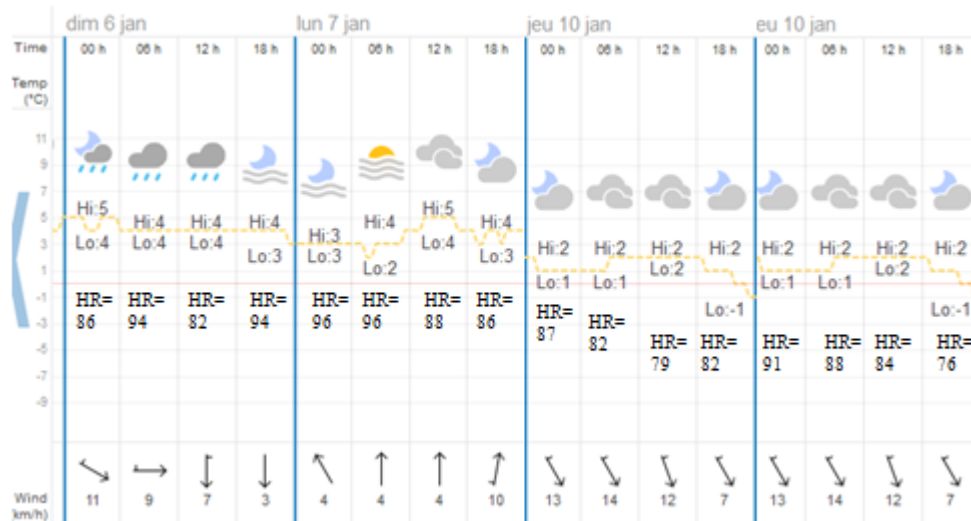 dim 6 jan lun 7 jan jeu 10 jan eu 10 jan
Time 00 h 06 h 12 h 18 h 00 h 06 h 12 h 18 h 00 h 06 h 12 h 18 h 00 h 06 h 12 h 18 h
Temp
(°C)
11
9
7
5
3
1
-1
-3
-5
-7
-9
Hi:5 Hi:4 Hi:4 Hi:4 Hi:3 Hi:4 Hi:5 Hi:4 Hi:2 Hi:2 Hi:2 Hi:2 Hi:2 Hi:2 Hi:2 Hi:2
Lo:4 Lo:4 Lo:4 Lo:3 Lo:3 Lo:2 Lo:4 Lo:3 Lo:1 Lo:1 Lo:2 Lo:-1 Lo:1 Lo:1 Lo:2 Lo:-1
HR= HR= HR= HR= HR= HR= HR= HR= HR= HR= HR= HR= HR= HR= HR= HR=
86 94 82 94 96 96 88 86 87 82 79 82 91 88 84 76
Wind 11 9 7 3 4 4 4 10 13 14 12 7 13 14 12 7
km/h)